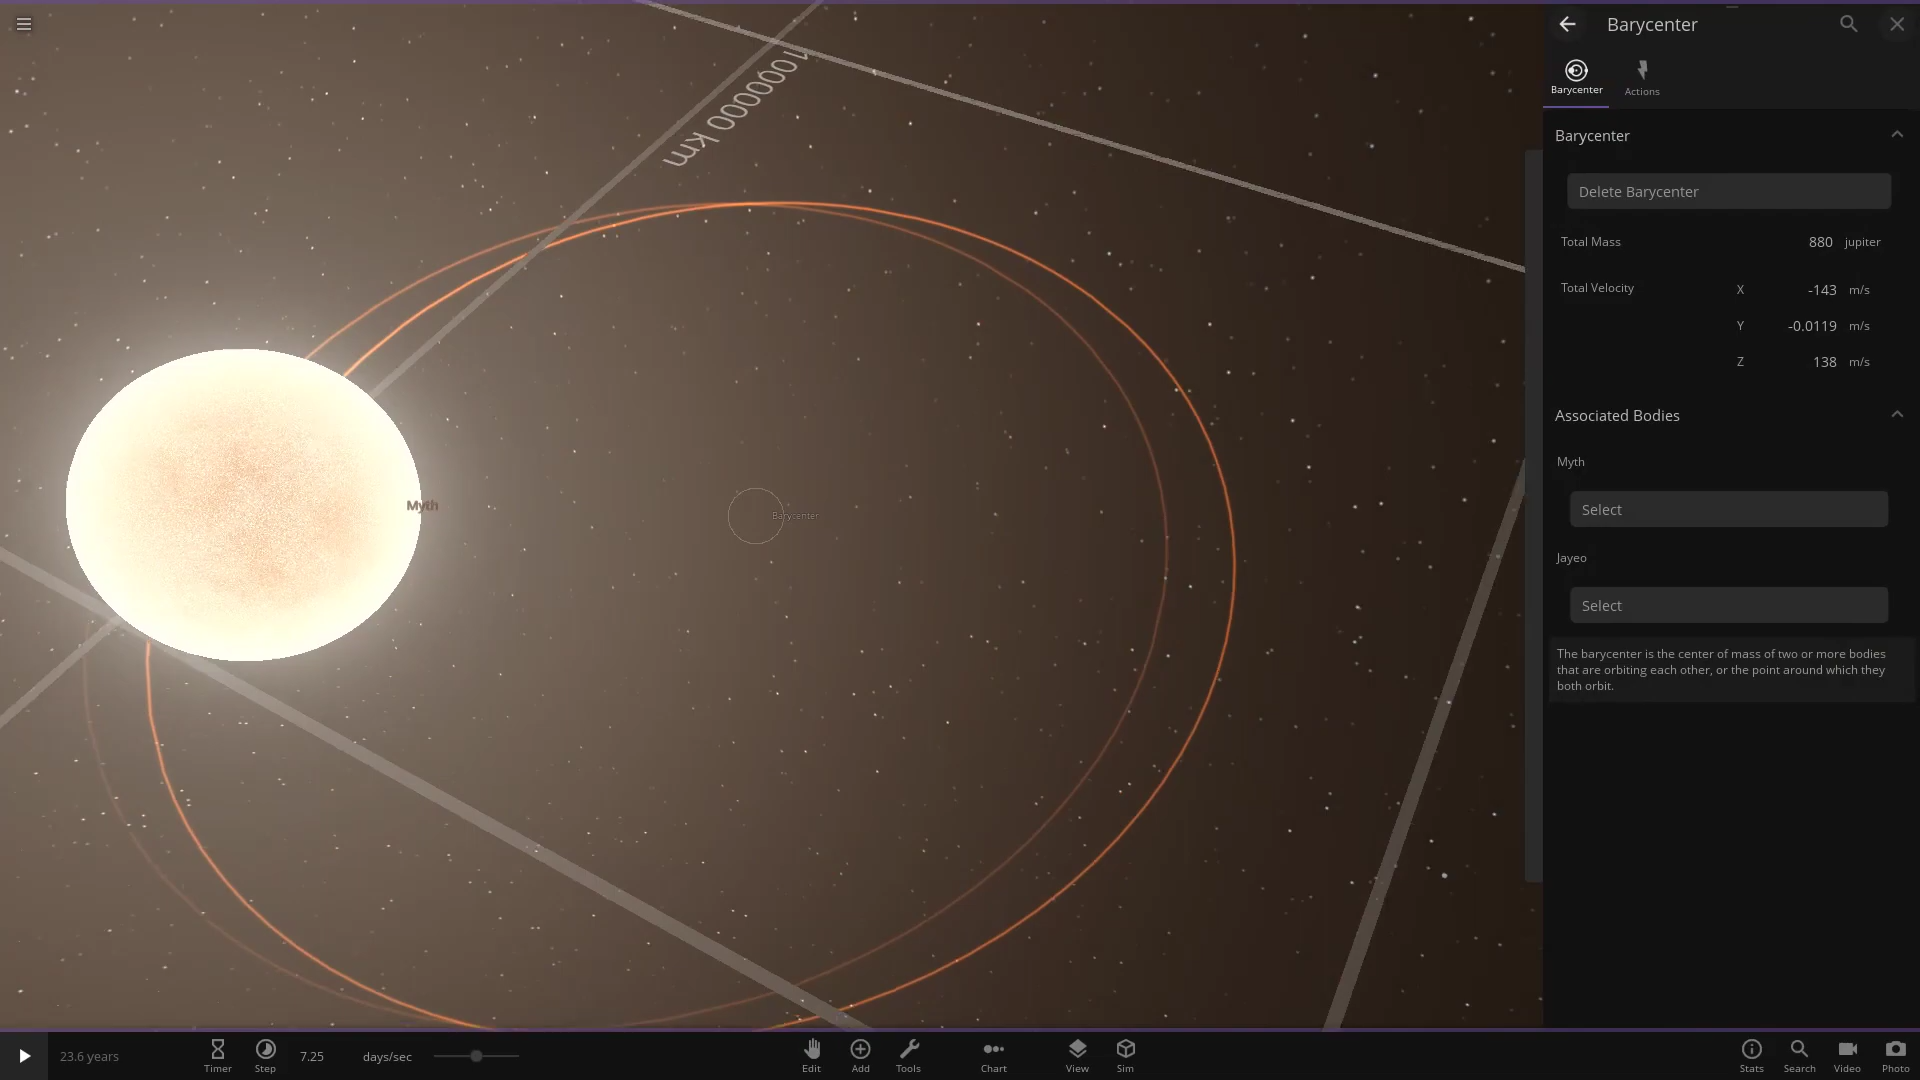 Barycenter
Barycenter
Actions
1000000 km
Barycenter
Delete Barycenter
Total Mass 880 jupiter
Total Velocity X -143 m/s
Y -0.0119 m/s
Z 138 m/s
Associated Bodies
Myth
Select
Jayeo
Select
The barycenter is the center of mass of two or more bodies
that are orbiting each other, or the point around which they
both orbit.
Myth
Barycenter
23.6 years
Timer
Step
7.25 days/sec
Edit
Add
Tools
Chart
View
Sim
Stats
Search
Video
Photo